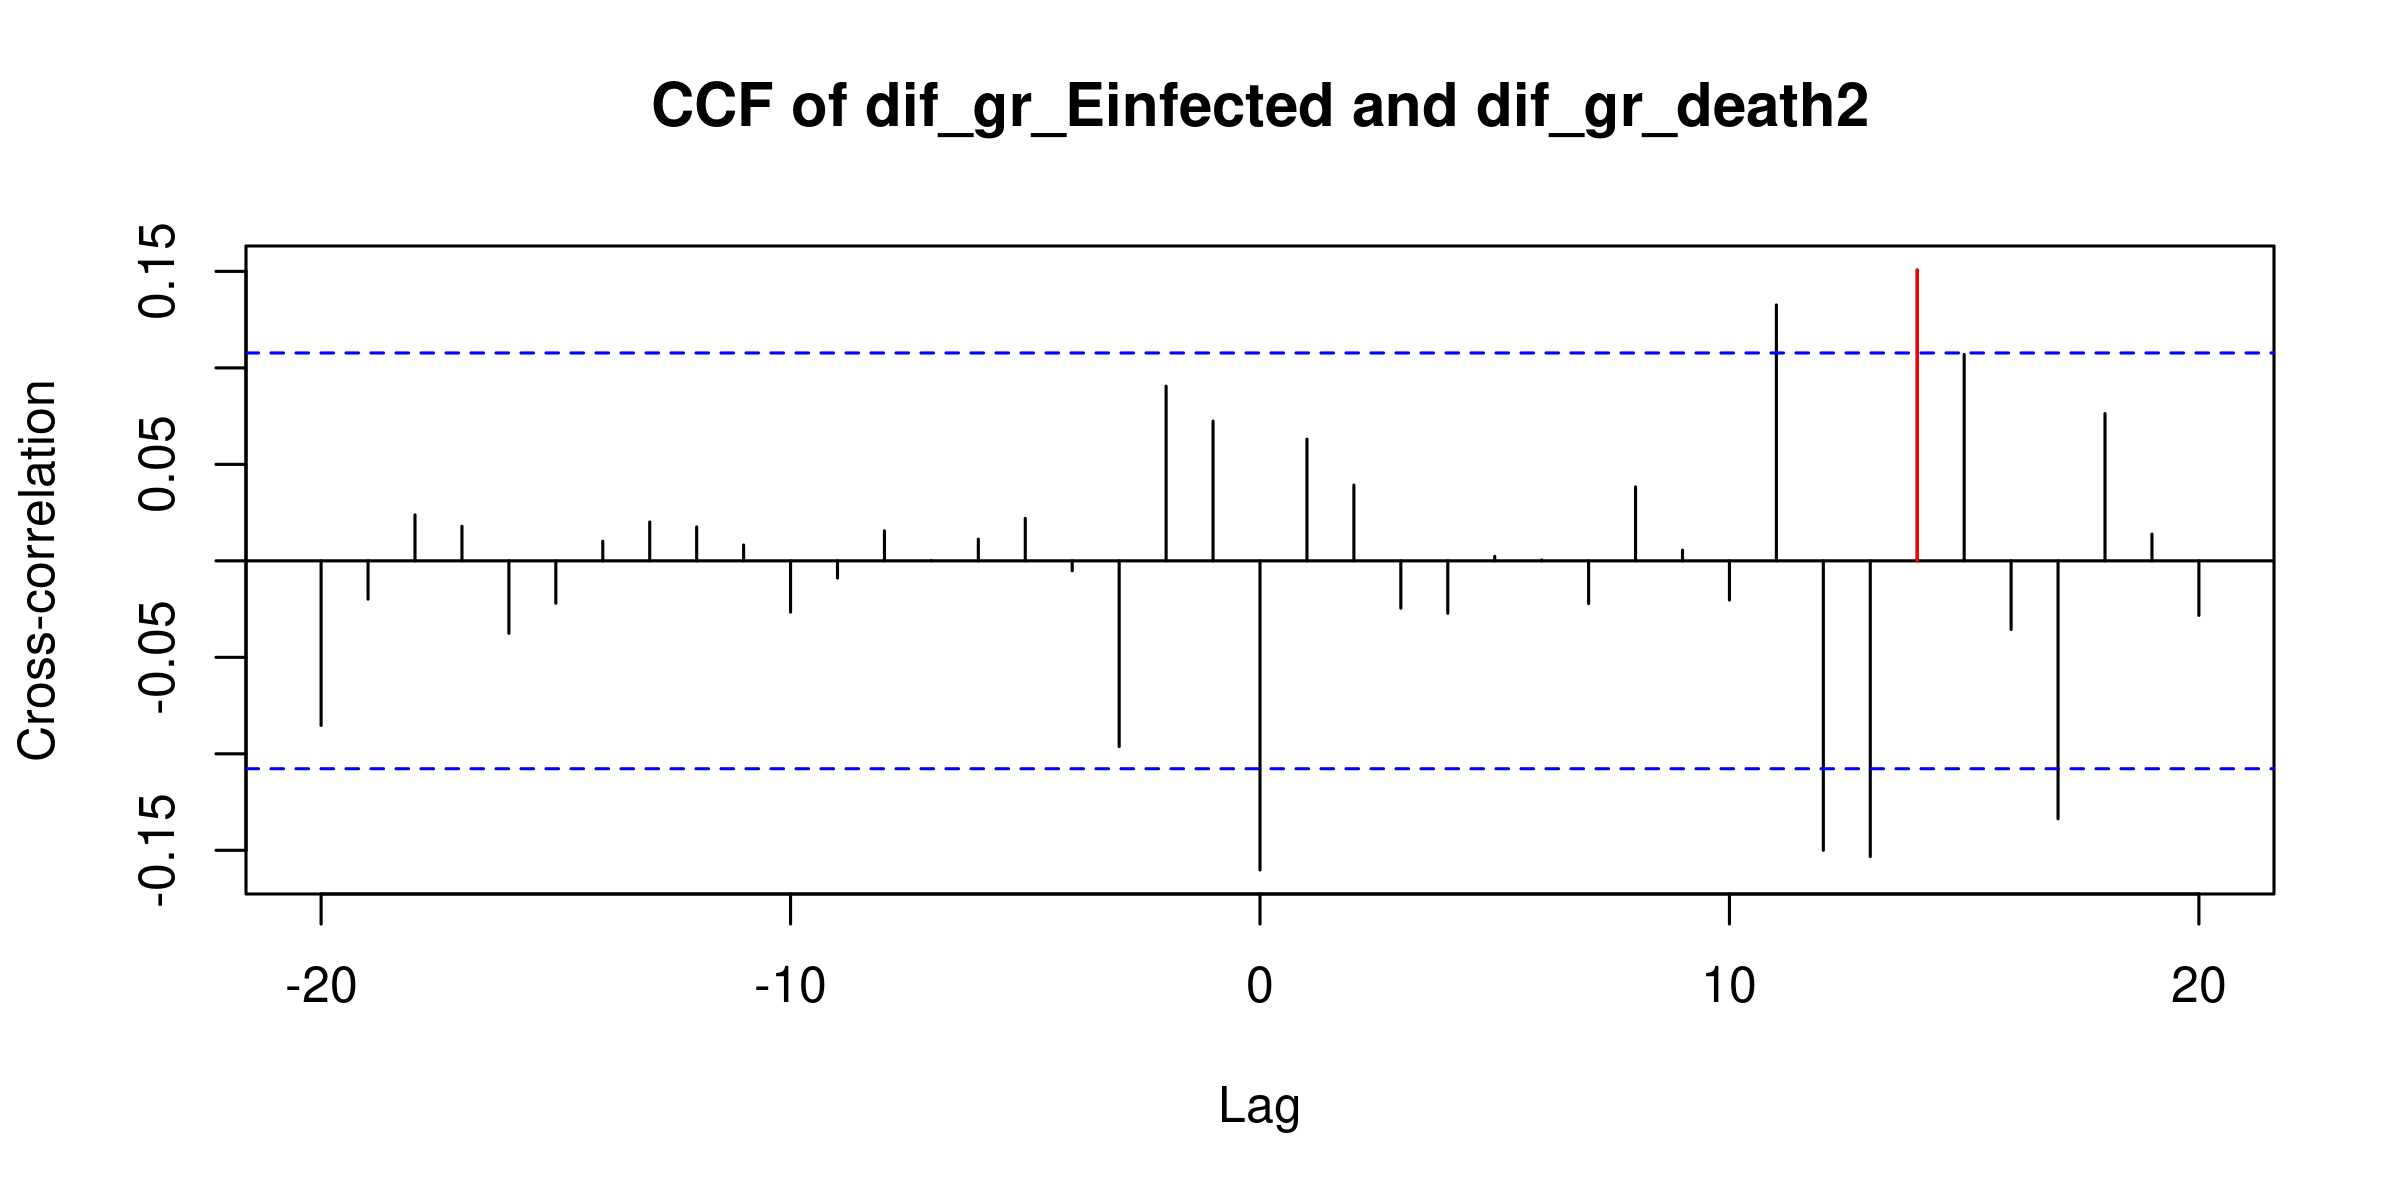 CCF of dif_gr_Einfected and dif_gr_death2
Cross-correlation
0.15
0.05
-0.05
-0.15
-20 -10 0 10 20
Lag